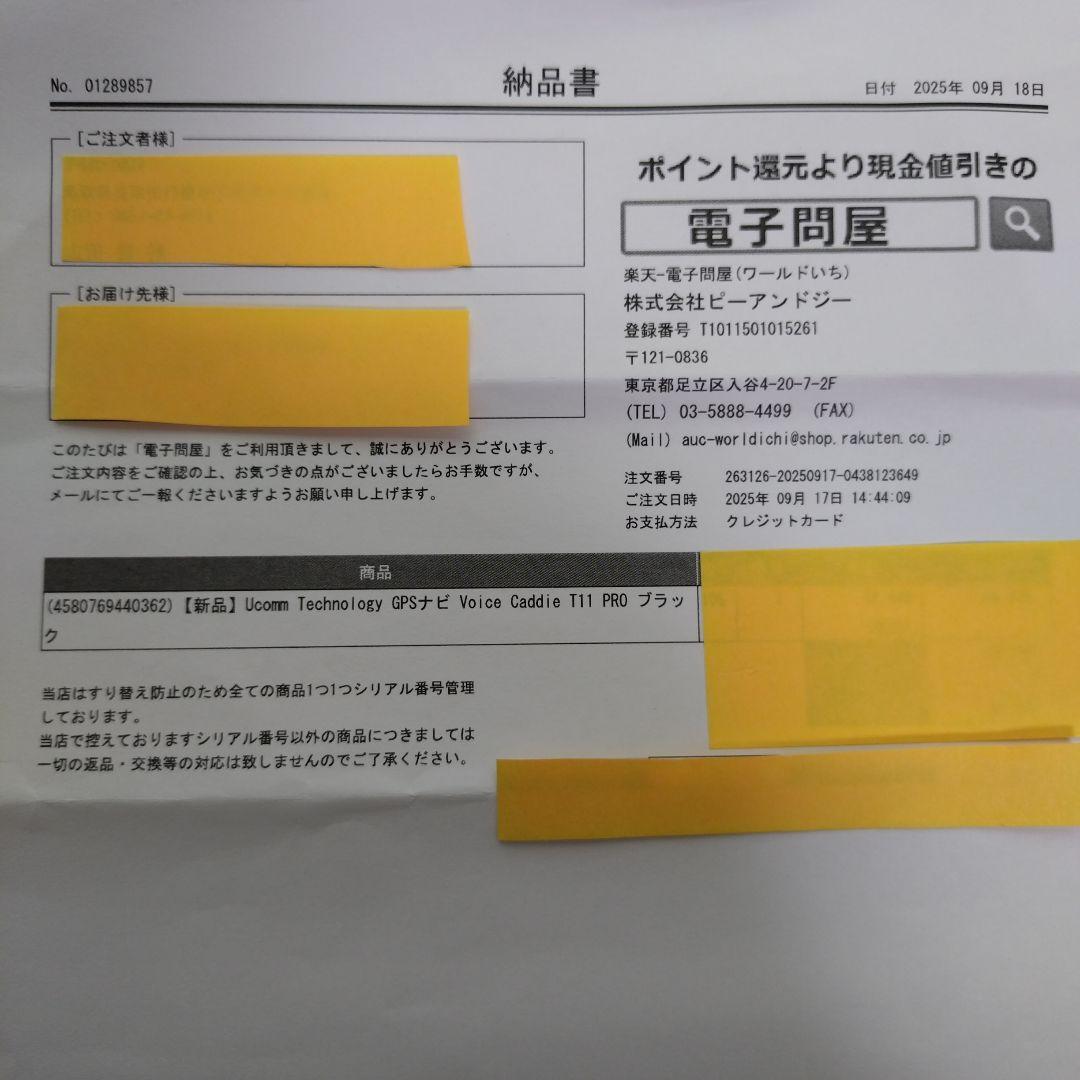 No. 01289857
納品書
日付 2025年 09月 18日
[ご注文者様]
[お届け先様]
このたびは「電子問屋」をご利用頂きまして、誠にありがとうございます。
ご注文内容をご確認の上、お気づきの点がございましたらお手数ですが、
メールにてご一報くださいますようお願い申し上げます。
ポイント還元より現金値引きの
電子問屋
楽天-電子問屋(ワールドいち)
株式会社ピーアンドジー
登録番号 T1011501015261
〒121-0836
東京都足立区入谷4-20-7-2F
(TEL) 03-5888-4499 (FAX)
(Mail) auc-worldichi@shop.rakuten.co.jp
注文番号 263126-20250917-0438123649
ご注文日時 2025年 09月 17日 14:44:09
お支払方法 クレジットカード
商品
(4580769440362)【新品】Ucomm Technology GPSナビ Voice Caddie T11 PRO ブラッ
ク
当店はすり替え防止のため全ての商品1つ1つシリアル番号管理
しております。
当店で控えておりますシリアル番号以外の商品につきましては
一切の返品・交換等の対応は致しませんのでご了承ください。